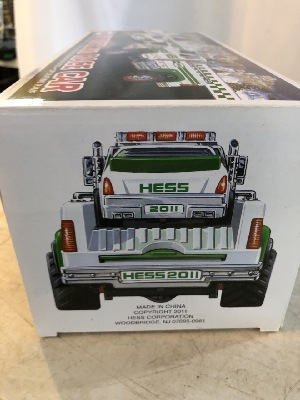 HESS
2011
HESS2011
MADE IN CHINA
COPYRIGHT 2011
HESS CORPORATION
WOODBRIDGE, NJ 07095-0961